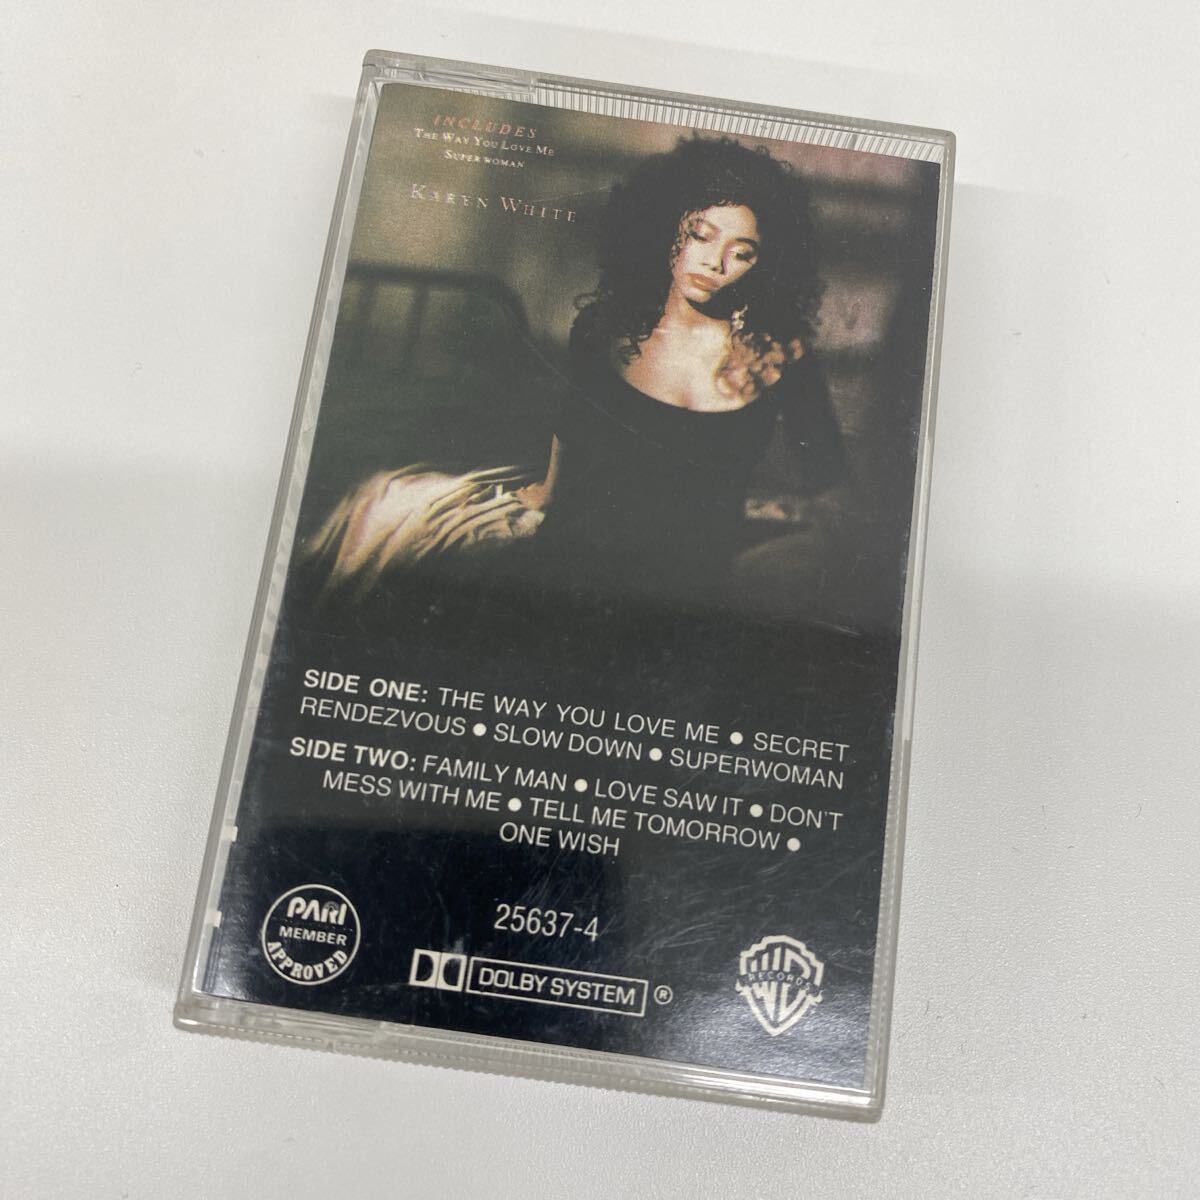 INCLUDES
THE WAY YOU LOVE ME
SUPERWOMAN
KARYN WHITE
SIDE ONE: THE WAY YOU LOVE ME ● SECRET
RENDEZVOUS ● SLOW DOWN ● SUPERWOMAN
SIDE TWO: FAMILY MAN ● LOVE SAW IT ● DON'T
MESS WITH ME ● TELL ME TOMORROW ●
ONE WISH
PARI
MEMBER
APPROVED
25637-4
DOLBY SYSTEM ®
RECORDS